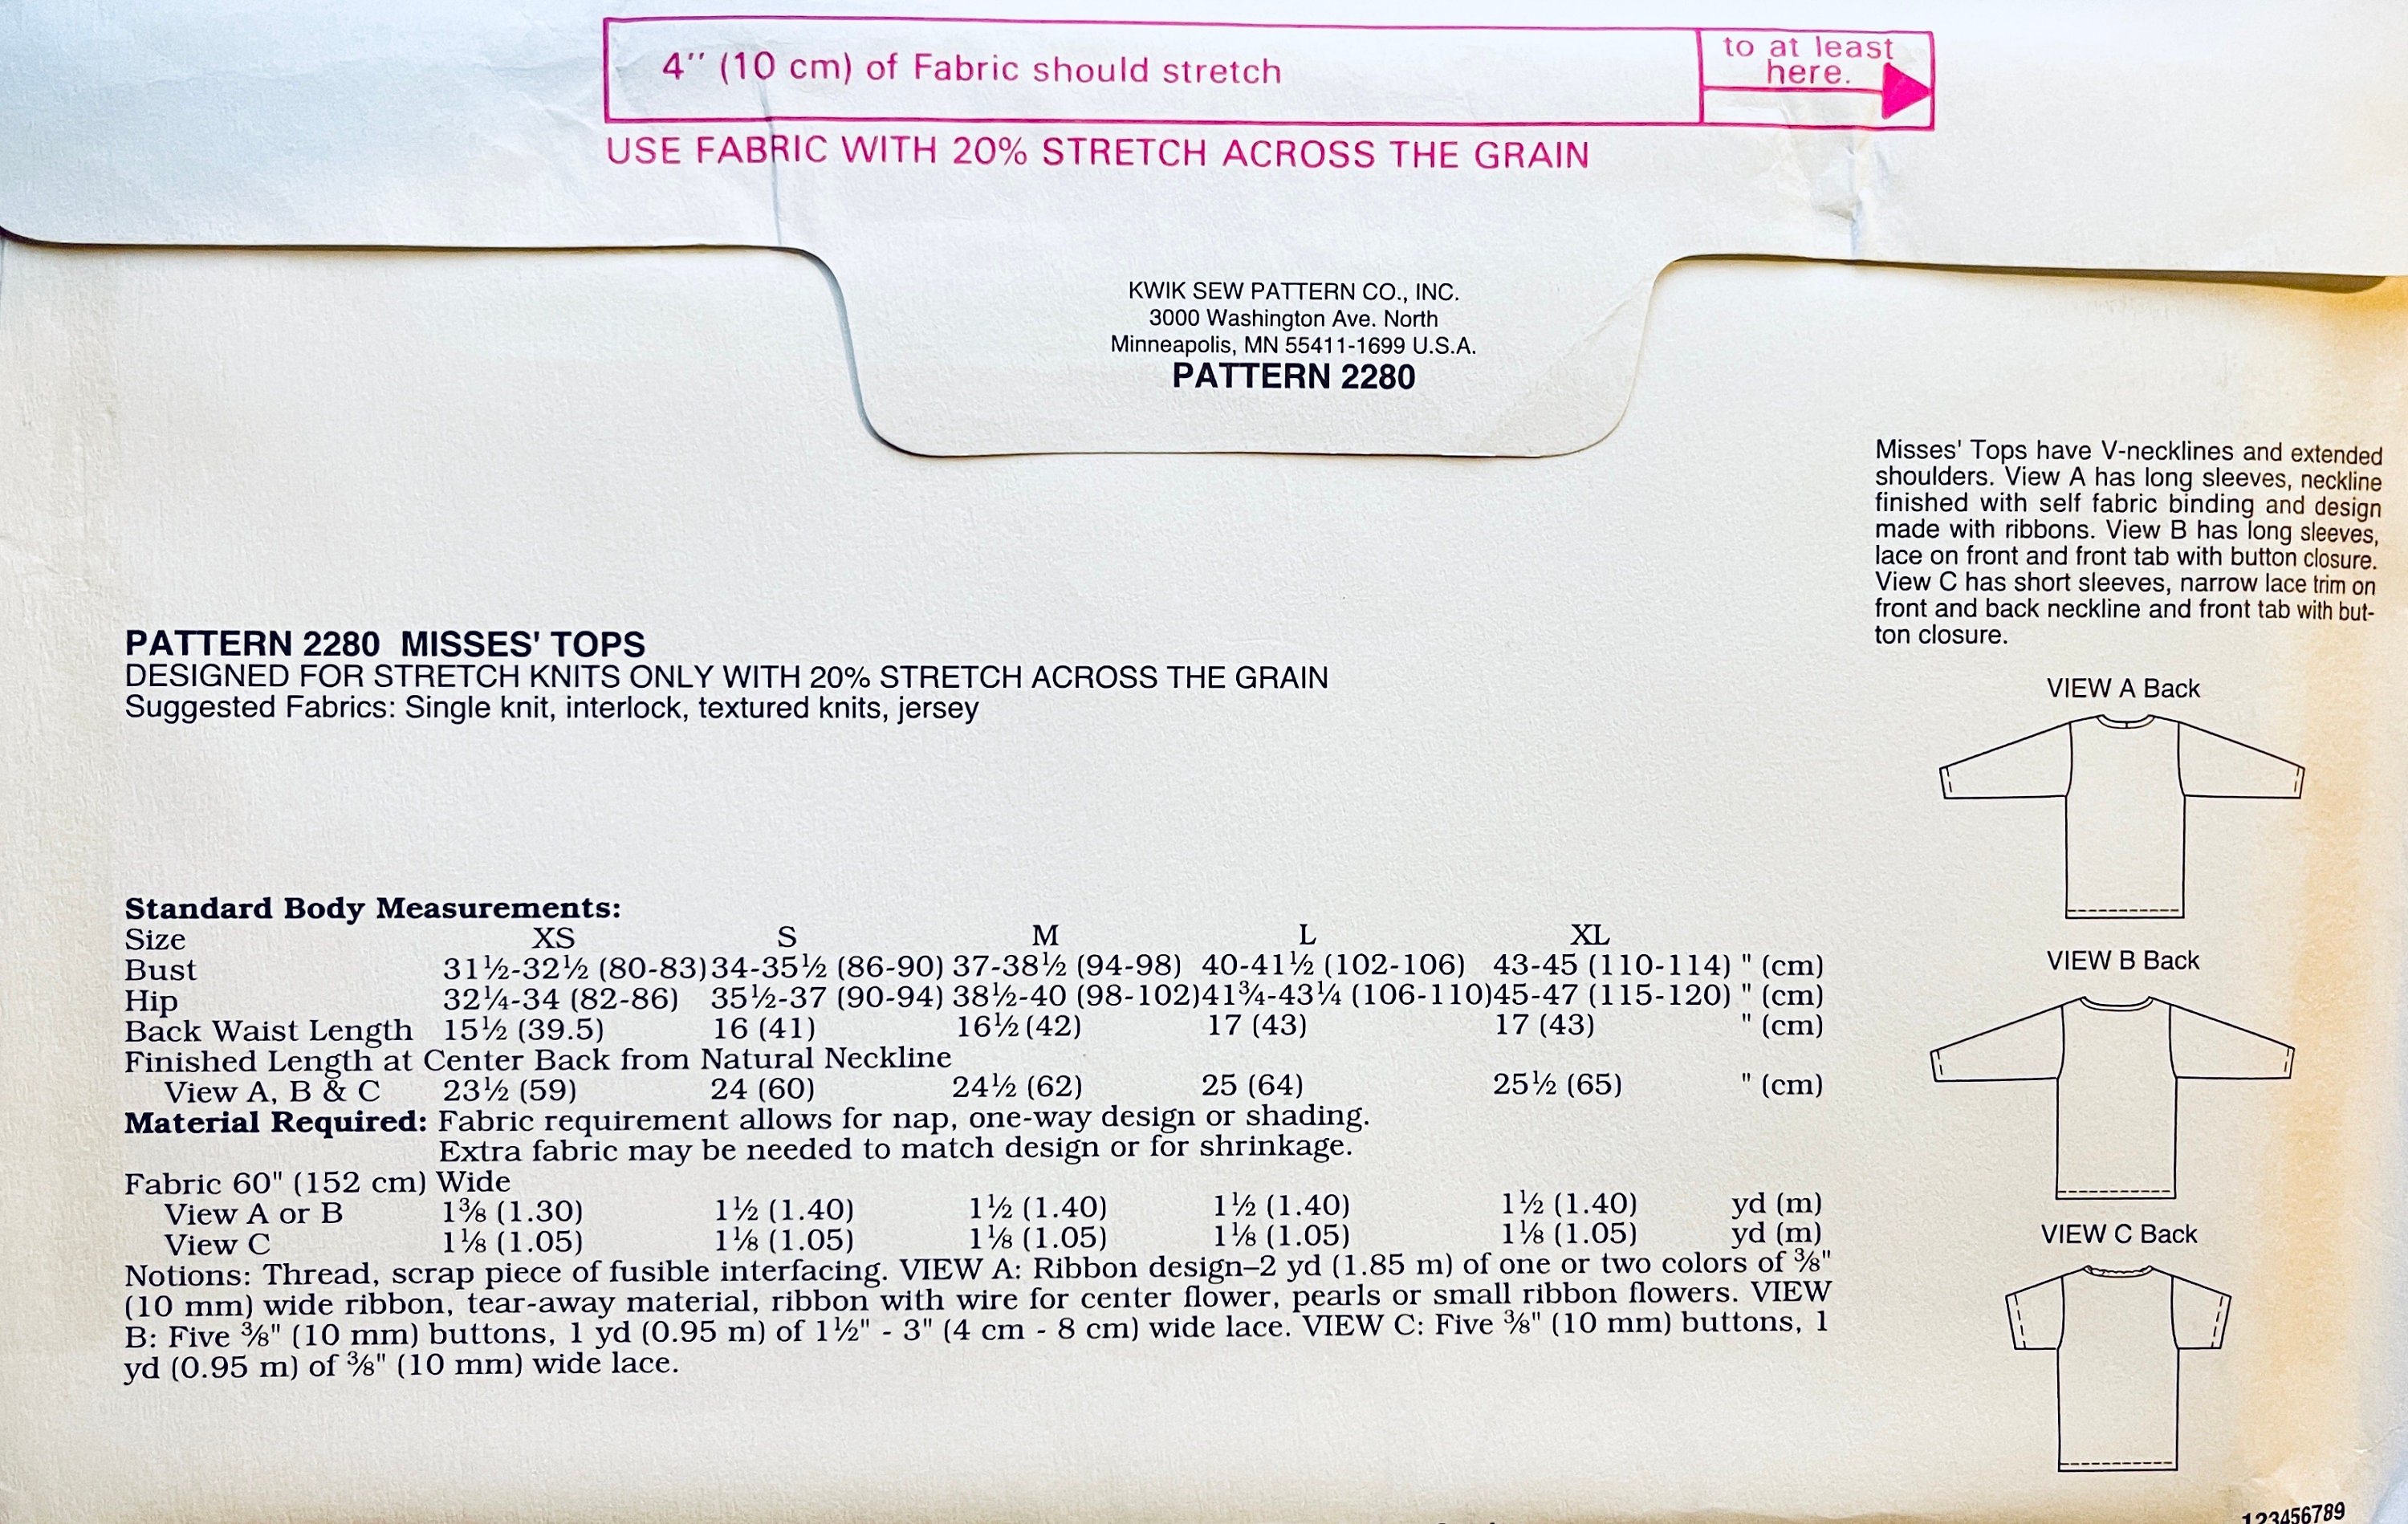 4" (10 cm) of Fabric should stretch
to at least
here.
USE FABRIC WITH 20% STRETCH ACROSS THE GRAIN
KWIK SEW PATTERN CO., INC.
3000 Washington Ave. North
Minneapolis, MN 55411-1699 U.S.A.
PATTERN 2280
Misses' Tops have V-necklines and extended
shoulders. View A has long sleeves, neckline
finished with self fabric binding and design
made with ribbons. View B has long sleeves,
lace on front and front tab with button closure.
View C has short sleeves, narrow lace trim on
front and back neckline and front tab with but-
ton closure.
PATTERN 2280 MISSES' TOPS
DESIGNED FOR STRETCH KNITS ONLY WITH 20% STRETCH ACROSS THE GRAIN
Suggested Fabrics: Single knit, interlock, textured knits, jersey
VIEW A Back
VIEW B Back
VIEW C Back
Standard Body Measurements:
Size XS S M L XL
Bust 31½-32½ (80-83) 34-35½ (86-90) 37-38½ (94-98) 40-41½ (102-106) 43-45 (110-114) " (cm)
Hip 32¼-34 (82-86) 35½-37 (90-94) 38½-40 (98-102) 41¾-43¼ (106-110) 45-47 (115-120) " (cm)
Back Waist Length 15½ (39.5) 16 (41) 16½ (42) 17 (43) 17 (43) " (cm)
Finished Length at Center Back from Natural Neckline
View A, B & C 23½ (59) 24 (60) 24½ (62) 25 (64) 25½ (65) " (cm)
Material Required: Fabric requirement allows for nap, one-way design or shading.
Extra fabric may be needed to match design or for shrinkage.
Fabric 60" (152 cm) Wide
View A or B 1⅜ (1.30) 1½ (1.40) 1½ (1.40) 1½ (1.40) 1½ (1.40) yd (m)
View C 1⅛ (1.05) 1⅛ (1.05) 1⅛ (1.05) 1⅛ (1.05) 1⅛ (1.05) yd (m)
Notions: Thread, scrap piece of fusible interfacing. VIEW A: Ribbon design–2 yd (1.85 m) of one or two colors of ⅜"
(10 mm) wide ribbon, tear-away material, ribbon with wire for center flower, pearls or small ribbon flowers. VIEW
B: Five ⅜" (10 mm) buttons, 1 yd (0.95 m) of 1½" - 3" (4 cm - 8 cm) wide lace. VIEW C: Five ⅜" (10 mm) buttons, 1
yd (0.95 m) of ⅜" (10 mm) wide lace.
123456789